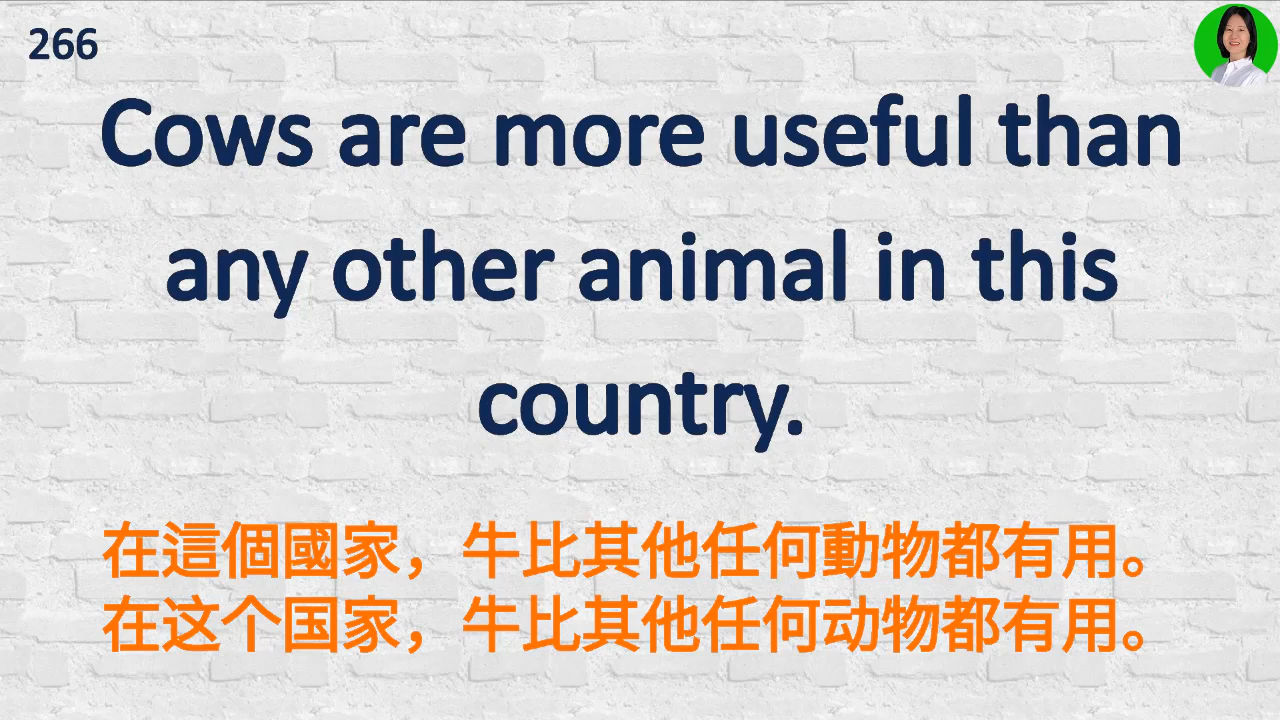 266
Cows are more useful than
any other animal in this
country.
在這個國家，牛比其他任何動物都有用。
在这个国家，牛比其他任何动物都有用。